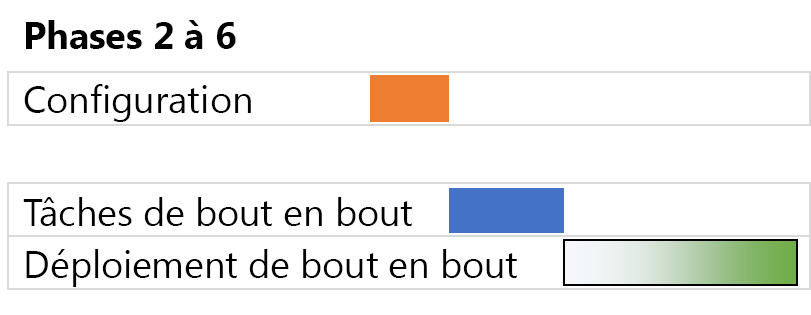 Phases 2 à 6
Configuration
Tâches de bout en bout
Déploiement de bout en bout